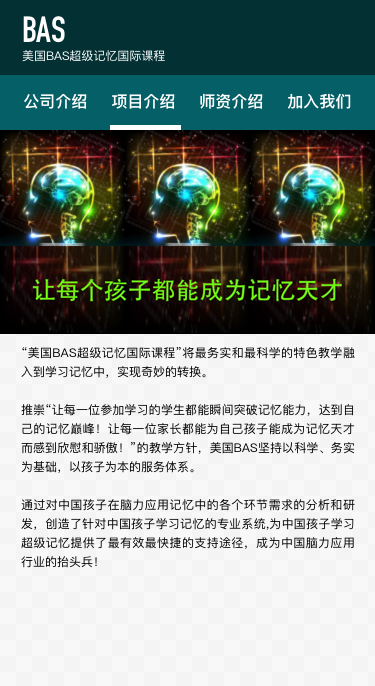 BAS
美国BAS超级记忆国际课程
公司介绍 项目介绍 师资介绍 加入我们
让每个孩子都能成为记忆天才
“美国BAS超级记忆国际课程”将最务实和最科学的特色教学融
入到学习记忆中，实现奇妙的转换。
推崇“让每一位参加学习的学生都能瞬间突破记忆能力，达到自
己的记忆巅峰！让每一位家长都能为自己孩子能成为记忆天才
而感到欣慰和骄傲！”的教学方针，美国BAS坚持以科学、务实
为基础，以孩子为本的服务体系。
通过对中国孩子在脑力应用记忆中的各个环节需求的分析和研
发，创造了针对中国孩子学习记忆的专业系统,为中国孩子学习
超级记忆提供了最有效最快捷的支持途径，成为中国脑力应用
行业的抬头兵！